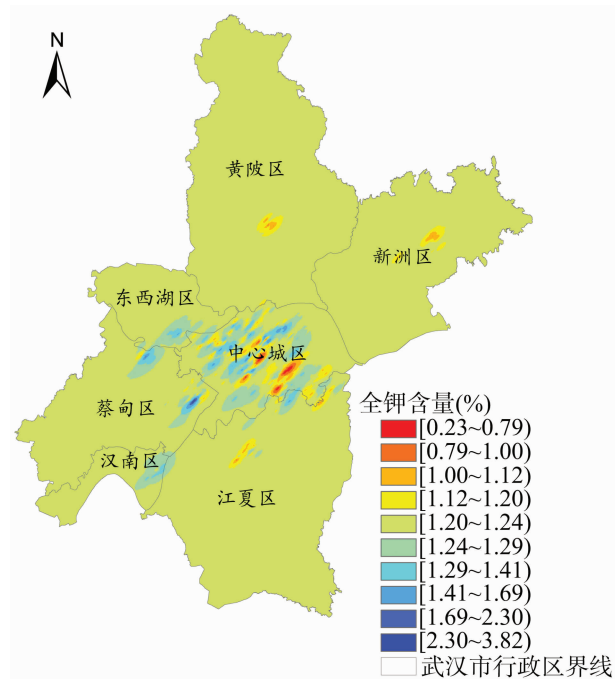 N
黄陂区
新洲区
东西湖区
中心城区
蔡甸区
汉南区
江夏区
全钾含量(%)
[0.23~0.79)
[0.79~1.00)
[1.00~1.12)
[1.12~1.20)
[1.20~1.24)
[1.24~1.29)
[1.29~1.41)
[1.41~1.69)
[1.69~2.30)
[2.30~3.82)
武汉市行政区界线